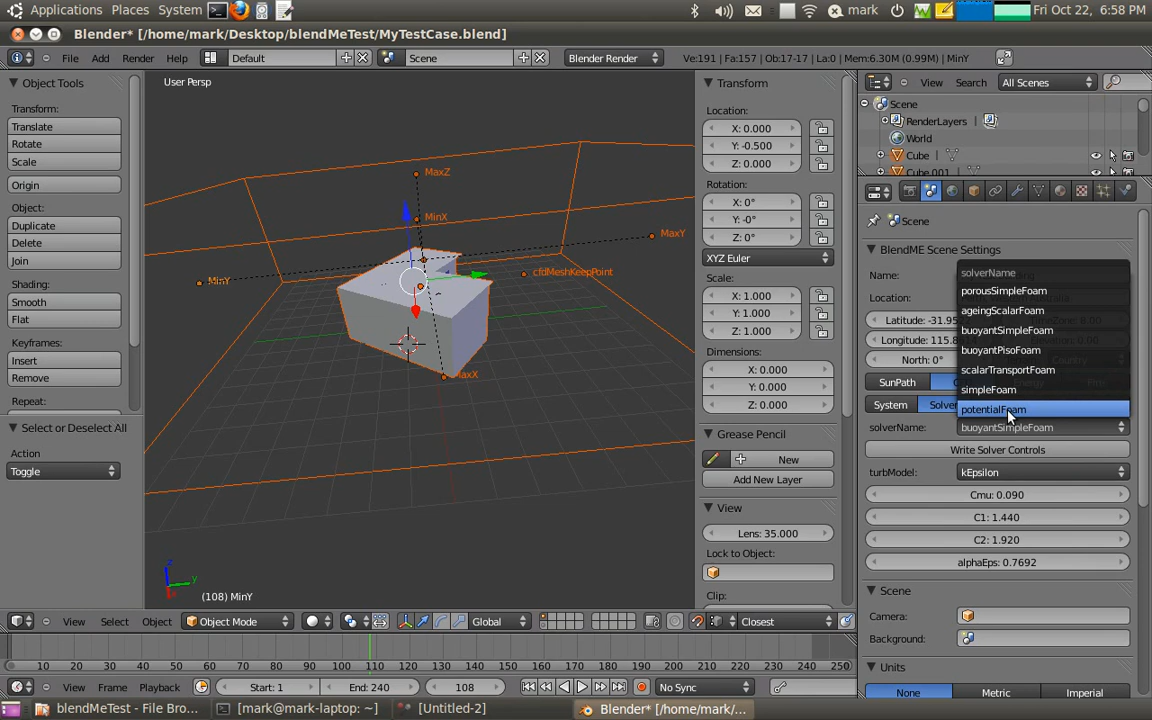 Applications Places System mark Fri Oct 22, 6:58 PM
Blender* [/home/mark/Desktop/blendMeTest/MyTestCase.blend]
File Add Render Help Default Scene Blender Render Ve:191 | Fa:157 | Ob:17-17 | La:0 | Mem:6.30M (0.99M) | MinY
Object Tools
Transform:
Translate
Rotate
Scale
Origin
Object:
Duplicate
Delete
Join
Shading:
Smooth
Flat
Keyframes:
Insert
Remove
Repeat:
Select or Deselect All
Action
Toggle
User Persp
MaxZ
MinX
MaxY
MinY
cfdMeshKeepPoint
MaxX
z
y
x
(108) MinY
Transform
Location:
X: 0.000
Y: -0.500
Z: 0.000
Rotation:
X: 0°
Y: -0°
Z: 0°
XYZ Euler
Scale:
X: 1.000
Y: 1.000
Z: 1.000
Dimensions:
X: 0.000
Y: 0.000
Z: 0.000
Grease Pencil
New
Add New Layer
View
Lens: 35.000
Lock to Object:
Clip:
View Search All Scenes
Scene
RenderLayers |
World
Cube |
Cube.001
Scene
BlendME Scene Settings
Name:
Location:
Latitude: -31.95
Longitude: 115.8
North: 0°
SunPath
System Solver
solverName
porousSimpleFoam
ageingScalarFoam
buoyantSimpleFoam
buoyantPisoFoam
scalarTransportFoam
simpleFoam
potentialFoam
solverName: buoyantSimpleFoam
Write Solver Controls
turbModel: kEpsilon
Cmu: 0.090
C1: 1.440
C2: 1.920
alphaEps: 0.7692
Scene
Camera:
Background:
Units
None Metric Imperial
View Select Object Object Mode Global Closest
10 20 30 40 50 60 70 80 90 100 110 120 130 140 150 160 170 180 190 200 210 220 230 240 250
View Frame Playback Start: 1 End: 240 108 No Sync
blendMeTest - File Bro... [mark@mark-laptop: ~] [Untitled-2] Blender* [/home/mark/...